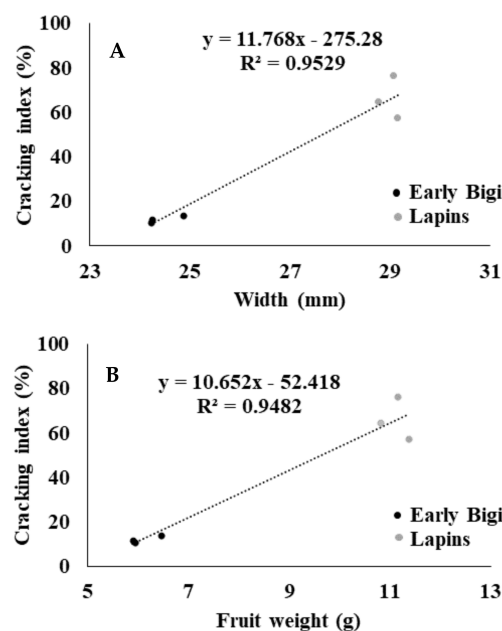 100
80
60
40
20
0
Cracking index (%)
A
y = 11.768x - 275.28
R² = 0.9529
Early Bigi
Lapins
23 25 27 29 31
Width (mm)
100
80
60
40
20
0
Cracking index (%)
B
y = 10.652x - 52.418
R² = 0.9482
Early Bigi
Lapins
5 7 9 11 13
Fruit weight (g)